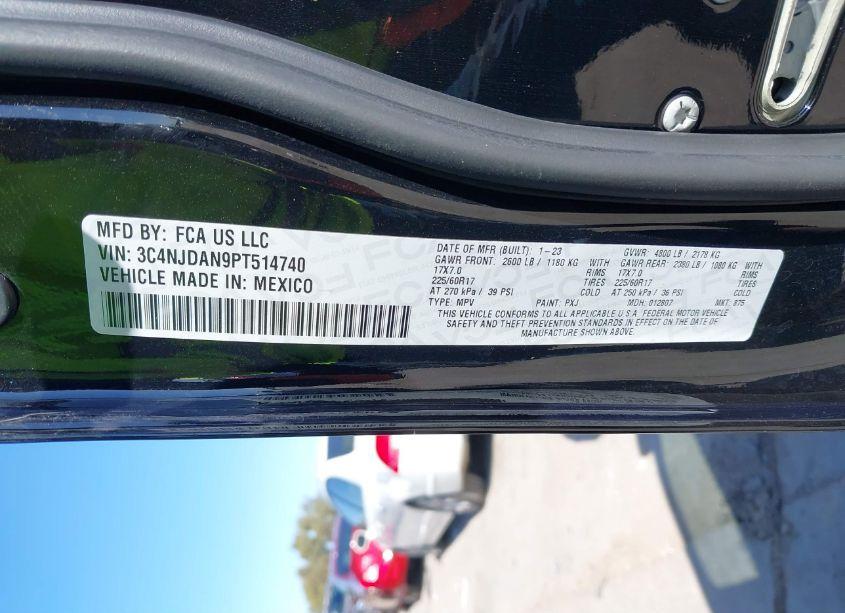 MFD BY: FCA US LLC
VIN: 3C4NJDAN9PT514740
VEHICLE MADE IN: MEXICO
DATE OF MFR (BUILT): 1-23 GVWR: 4800 LB / 2178 KG
GAWR FRONT: 2600 LB / 1180 KG GAWR REAR: 2380 LB / 1080 KG
17X7.0 RIMS 17X7.0 RIMS
225/60R17 TIRES 225/60R17 TIRES
AT 270 kPa / 39 PSI AT 250 kPa / 36 PSI
TYPE: MPV PAINT: PXJ MDH: 012807 MKT: 875
THIS VEHICLE CONFORMS TO ALL APPLICABLE U.S.A. FEDERAL MOTOR VEHICLE
SAFETY AND THEFT PREVENTION STANDARDS IN EFFECT ON THE DATE OF
MANUFACTURE SHOWN ABOVE.